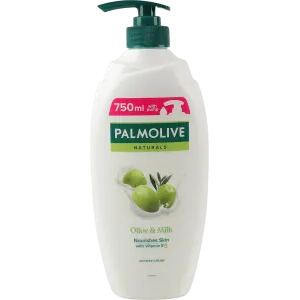 750ml
PALMOLIVE
NATURALS
Olive & Milk
Nourishes Skin
with Vitamin E